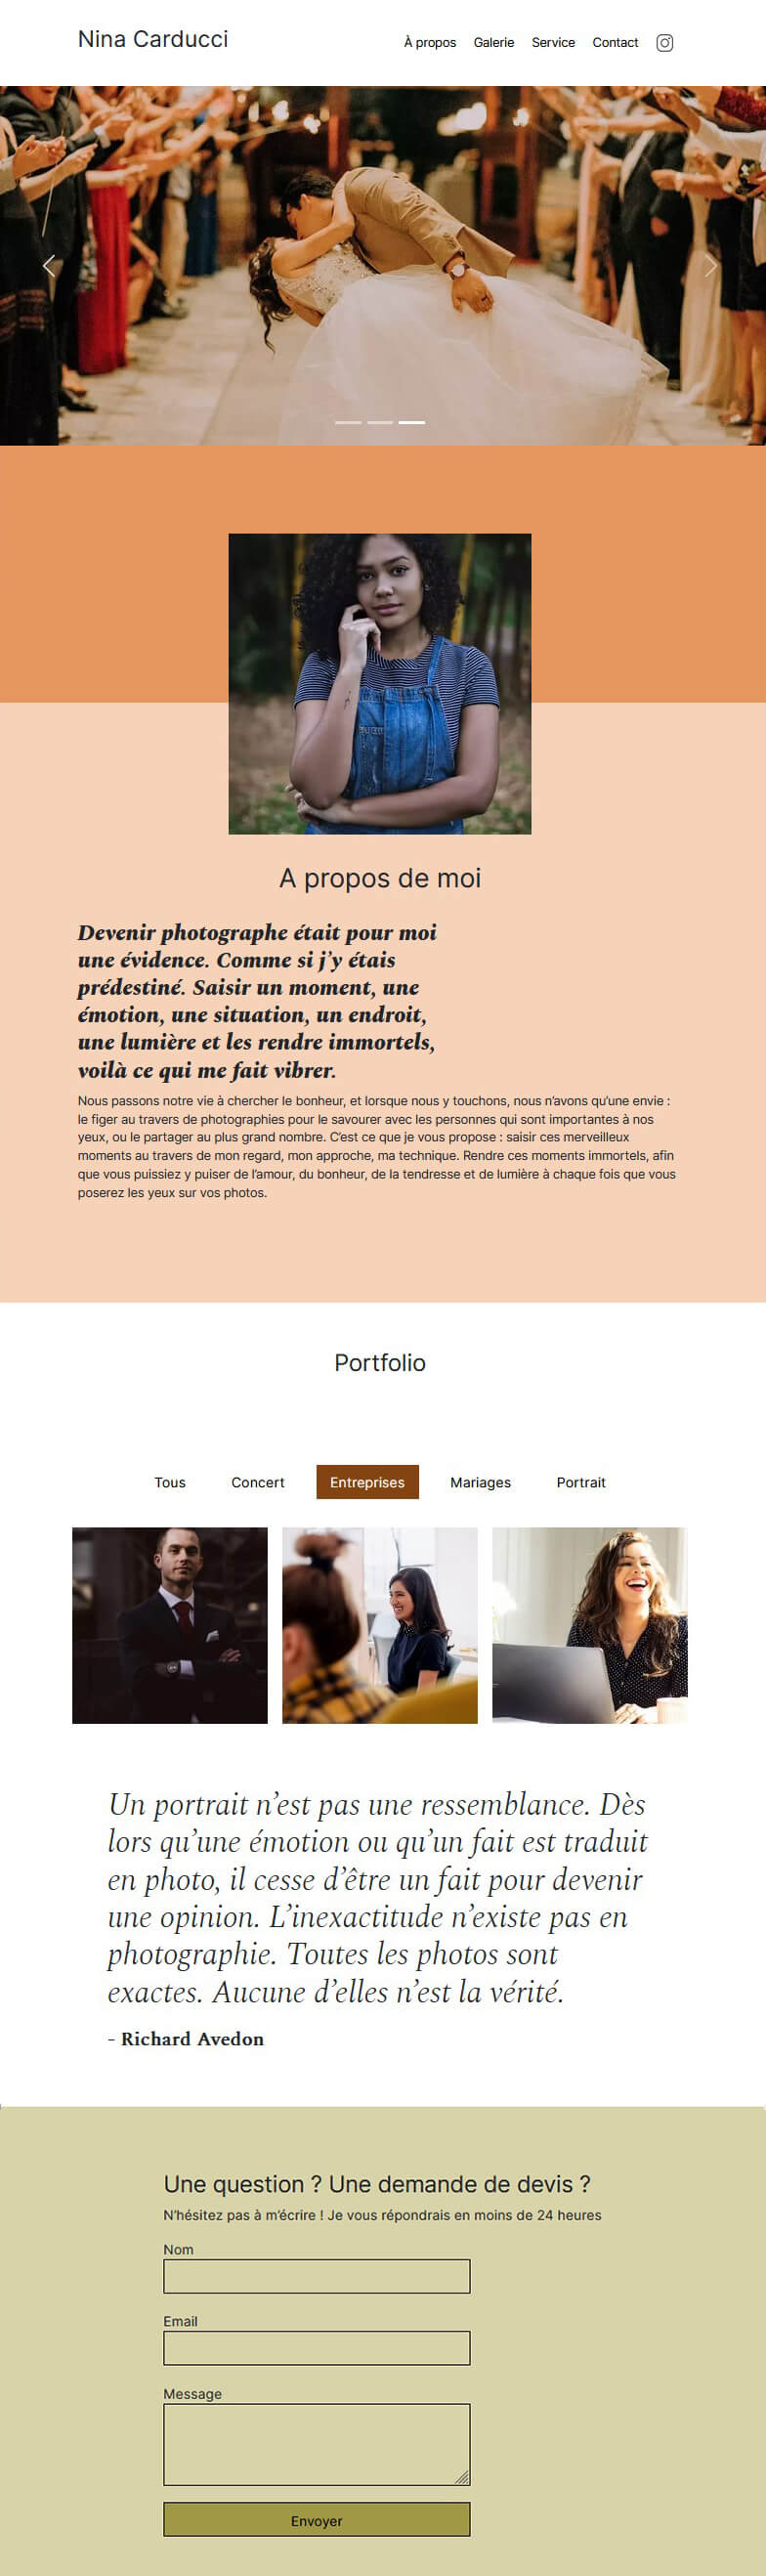 Nina Carducci
À propos Galerie Service Contact
A propos de moi
Devenir photographe était pour moi
une évidence. Comme si j’y étais
prédestiné. Saisir un moment, une
émotion, une situation, un endroit,
une lumière et les rendre immortels,
voilà ce qui me fait vibrer.
Nous passons notre vie à chercher le bonheur, et lorsque nous y touchons, nous n’avons qu’une envie :
le figer au travers de photographies pour le savourer avec les personnes qui sont importantes à nos
yeux, ou le partager au plus grand nombre. C’est ce que je vous propose : saisir ces merveilleux
moments au travers de mon regard, mon approche, ma technique. Rendre ces moments immortels, afin
que vous puissiez y puiser de l’amour, du bonheur, de la tendresse et de lumière à chaque fois que vous
poserez les yeux sur vos photos.
Portfolio
Tous Concert Entreprises Mariages Portrait
Un portrait n’est pas une ressemblance. Dès
lors qu’une émotion ou qu’un fait est traduit
en photo, il cesse d’être un fait pour devenir
une opinion. L’inexactitude n’existe pas en
photographie. Toutes les photos sont
exactes. Aucune d’elles n’est la vérité.
- Richard Avedon
Une question ? Une demande de devis ?
N’hésitez pas à m’écrire ! Je vous répondrais en moins de 24 heures
Nom
Email
Message
Envoyer